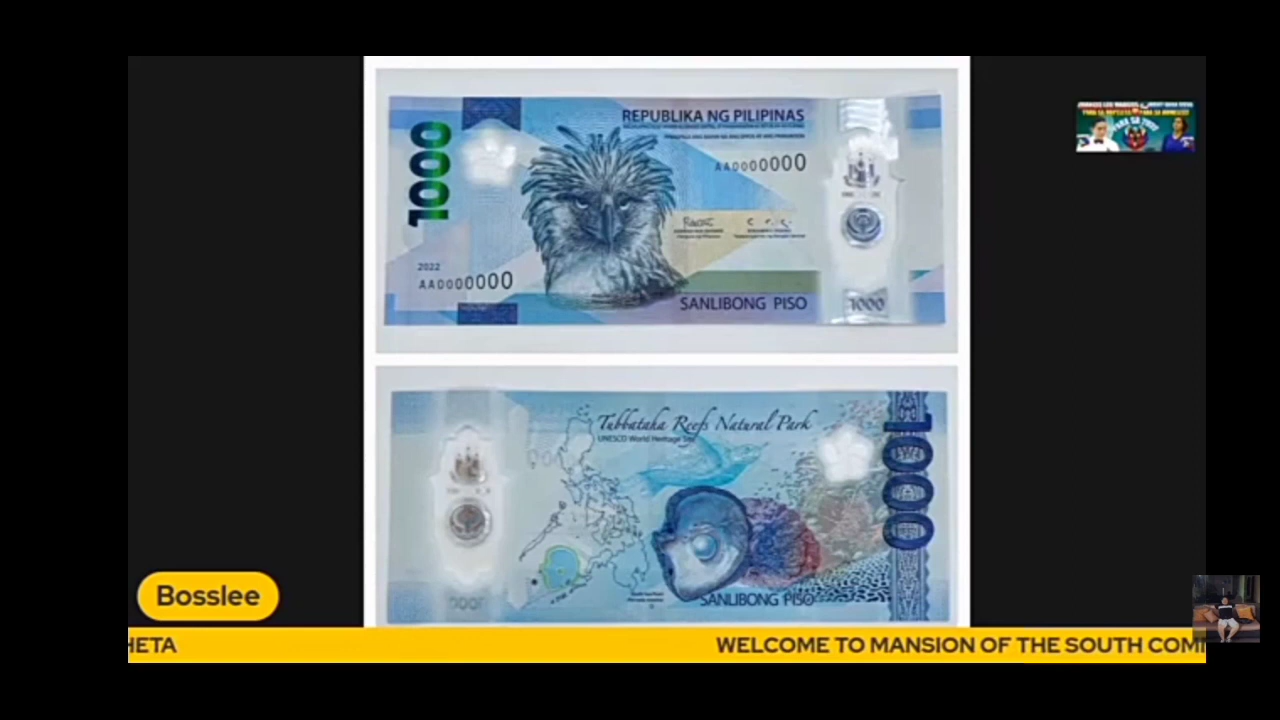 REPUBLIKA NG PILIPINAS
1000
AA0000000
2022
AA0000000
SANLIBONG PISO
1000
Tubbataha Reefs Natural Park
UNESCO World Heritage Site
1000
SANLIBONG PISO
Bosslee
HETA
WELCOME TO MANSION OF THE SOUTH COM